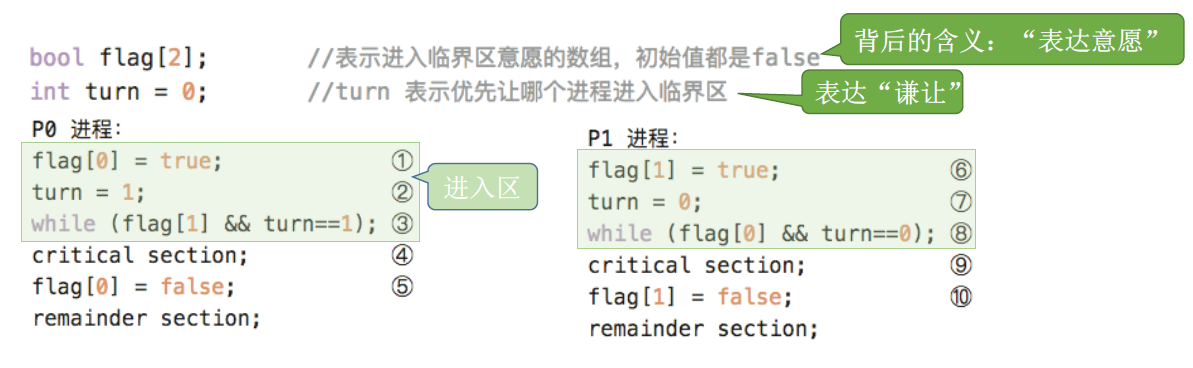 bool flag[2]; //表示进入临界区意愿的数组，初始值都是false
背后的含义：“表达意愿”
int turn = 0; //turn 表示优先让哪个进程进入临界区
表达“谦让”
P0 进程：
flag[0] = true; ①
turn = 1; ②
while (flag[1] && turn==1); ③
critical section; ④
flag[0] = false; ⑤
remainder section;
进入区
P1 进程：
flag[1] = true; ⑥
turn = 0; ⑦
while (flag[0] && turn==0); ⑧
critical section; ⑨
flag[1] = false; ⑩
remainder section;